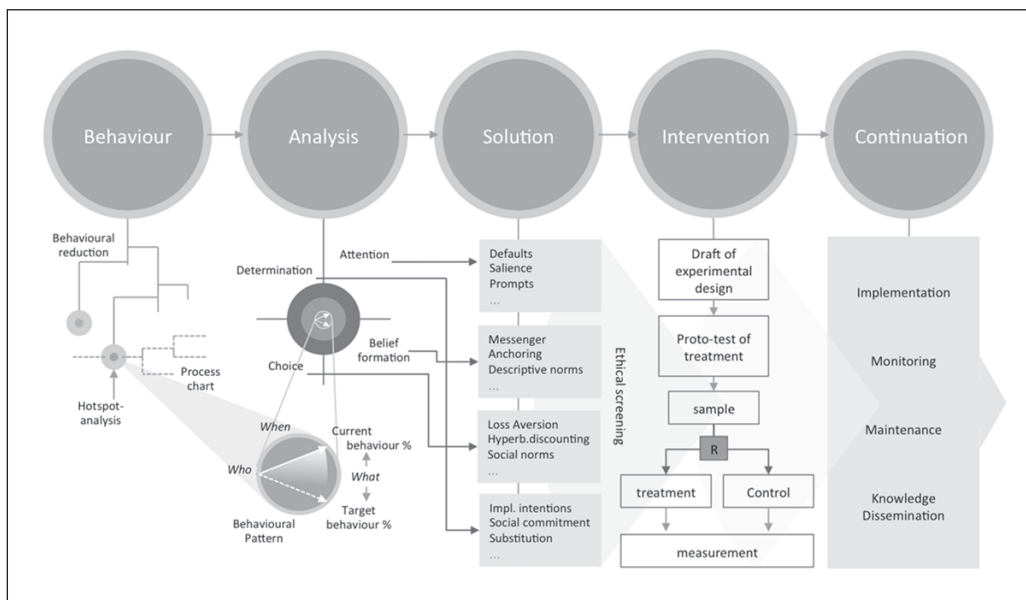 Behaviour
Analysis
Solution
Intervention
Continuation
Behavioural
reduction
Process
chart
Hotspot-
analysis
Attention
Determination
Belief
formation
Choice
When
Who
Current
behaviour %
What
Target
behaviour %
Behavioural
Pattern
Defaults
Salience
Prompts
...
Messenger
Anchoring
Descriptive norms
...
Loss Aversion
Hyperb.discounting
Social norms
...
Impl. intentions
Social commitment
Substitution
...
Ethical screening
Draft of
experimental
design
Proto-test of
treatment
sample
R
treatment
Control
measurement
Implementation
Monitoring
Maintenance
Knowledge
Dissemination